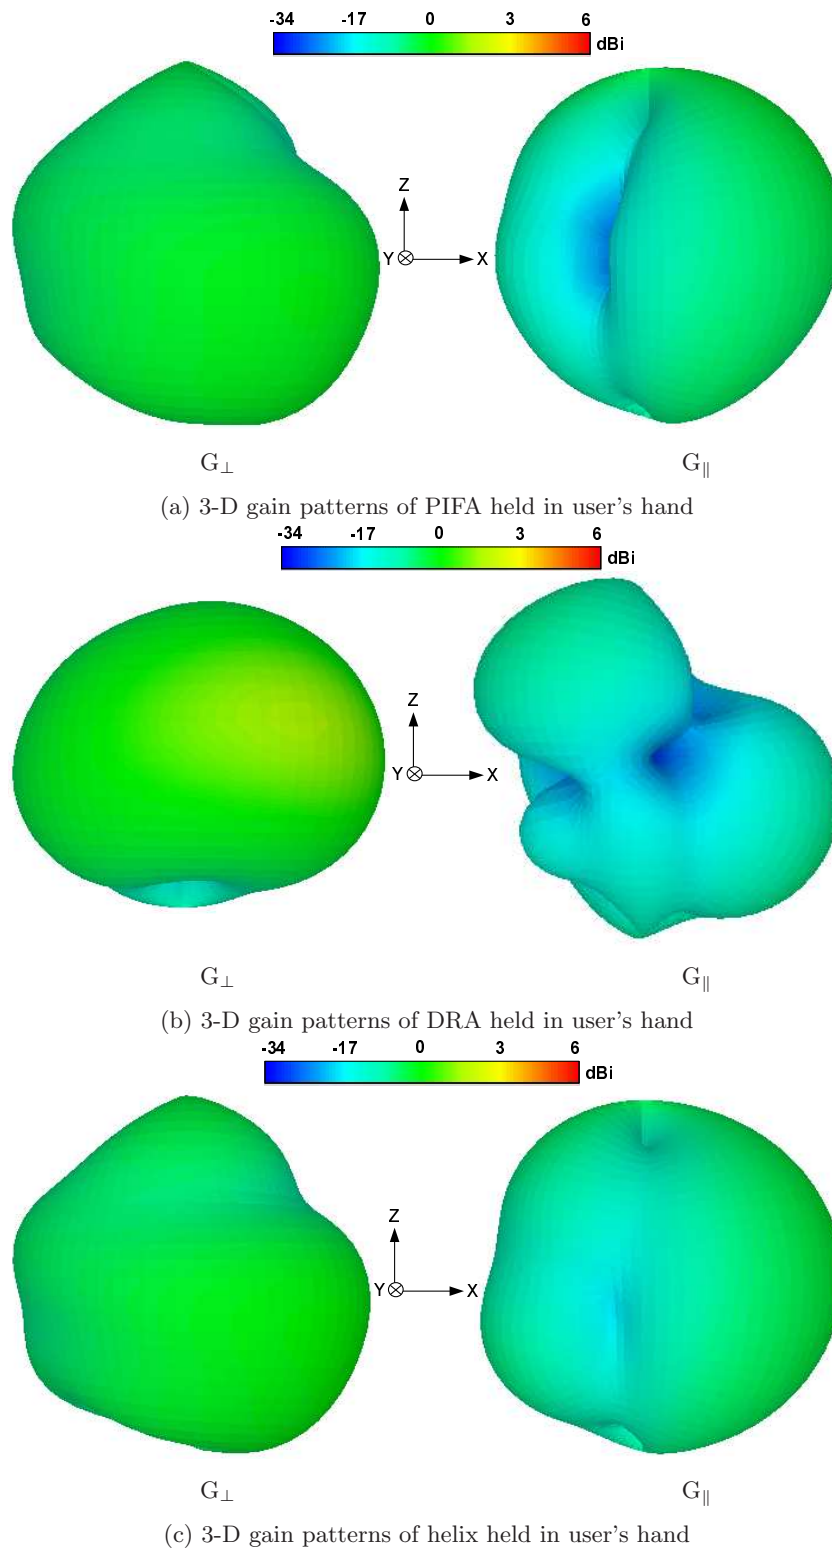 -34 -17 0 3 6
dBi
Z
Y X
G⊥ G∥
(a) 3-D gain patterns of PIFA held in user's hand
-34 -17 0 3 6
dBi
Z
Y X
G⊥ G∥
(b) 3-D gain patterns of DRA held in user's hand
-34 -17 0 3 6
dBi
Z
Y X
G⊥ G∥
(c) 3-D gain patterns of helix held in user's hand